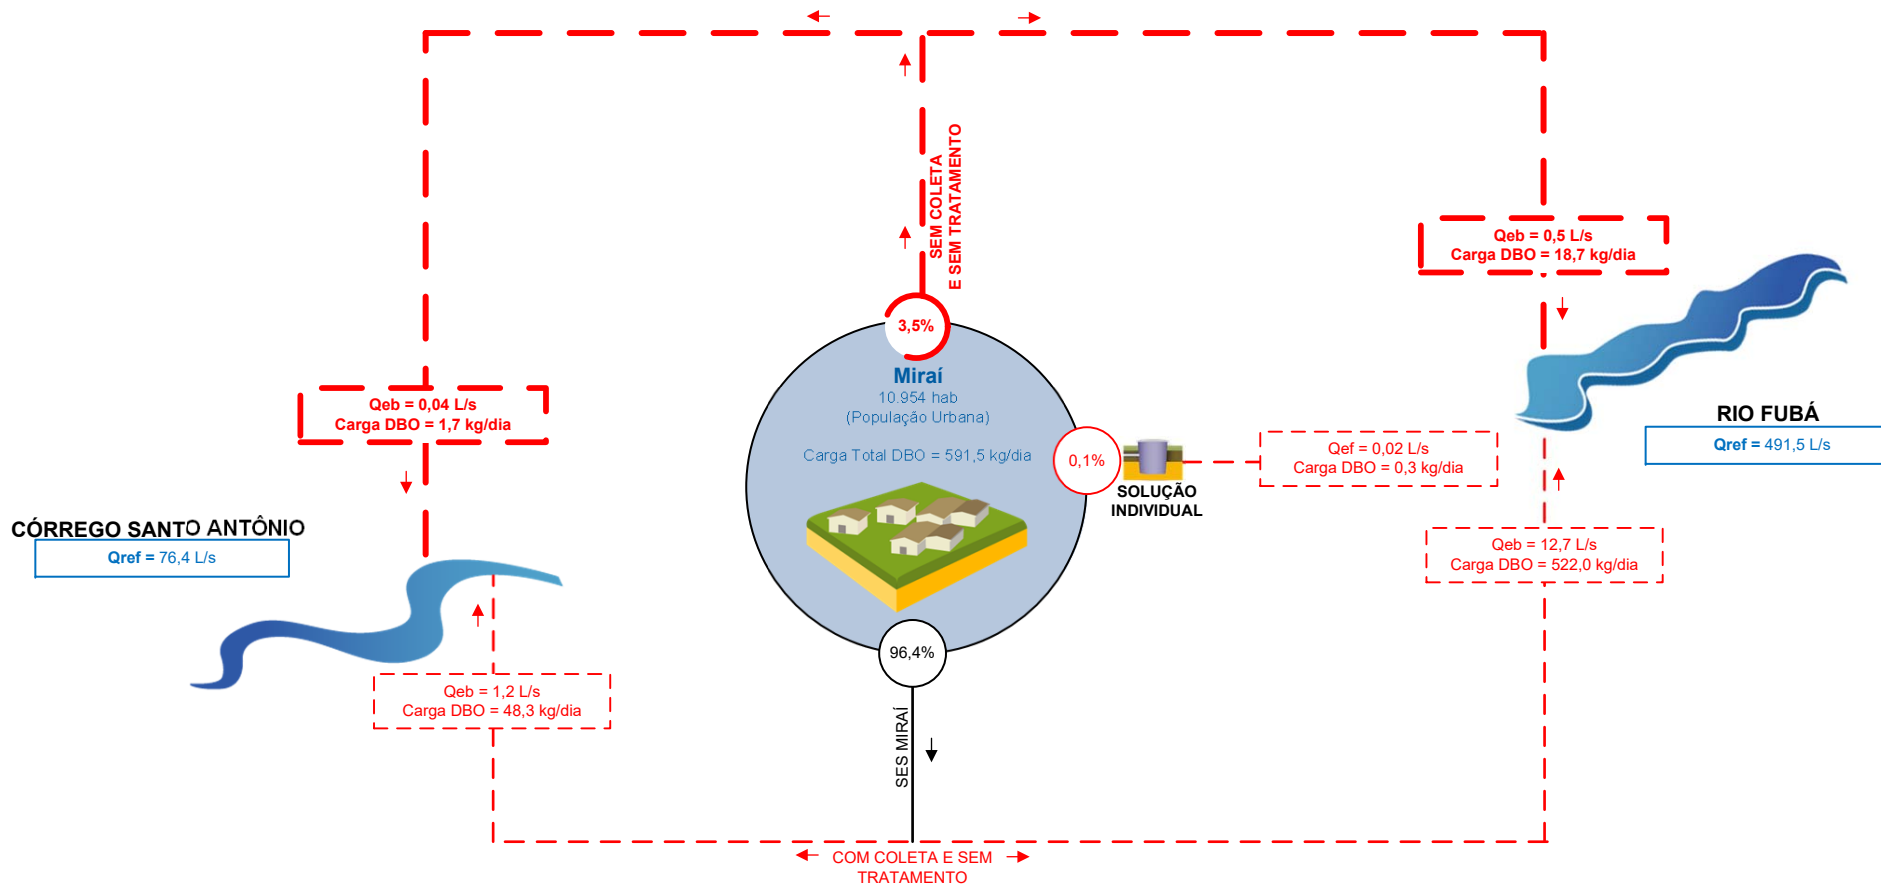 SEM COLETA
E SEM TRATAMENTO
Qeb = 0,5 L/s
Carga DBO = 18,7 kg/dia
3,5%
Miraí
10.954 hab
(População Urbana)
Carga Total DBO = 591,5 kg/dia
Qeb = 0,04 L/s
Carga DBO = 1,7 kg/dia
RIO FUBÁ
Qref = 491,5 L/s
0,1%
SOLUÇÃO
INDIVIDUAL
Qef = 0,02 L/s
Carga DBO = 0,3 kg/dia
CÓRREGO SANTO ANTÔNIO
Qref = 76,4 L/s
Qeb = 12,7 L/s
Carga DBO = 522,0 kg/dia
96,4%
Qeb = 1,2 L/s
Carga DBO = 48,3 kg/dia
SES MIRAÍ
COM COLETA E SEM
TRATAMENTO